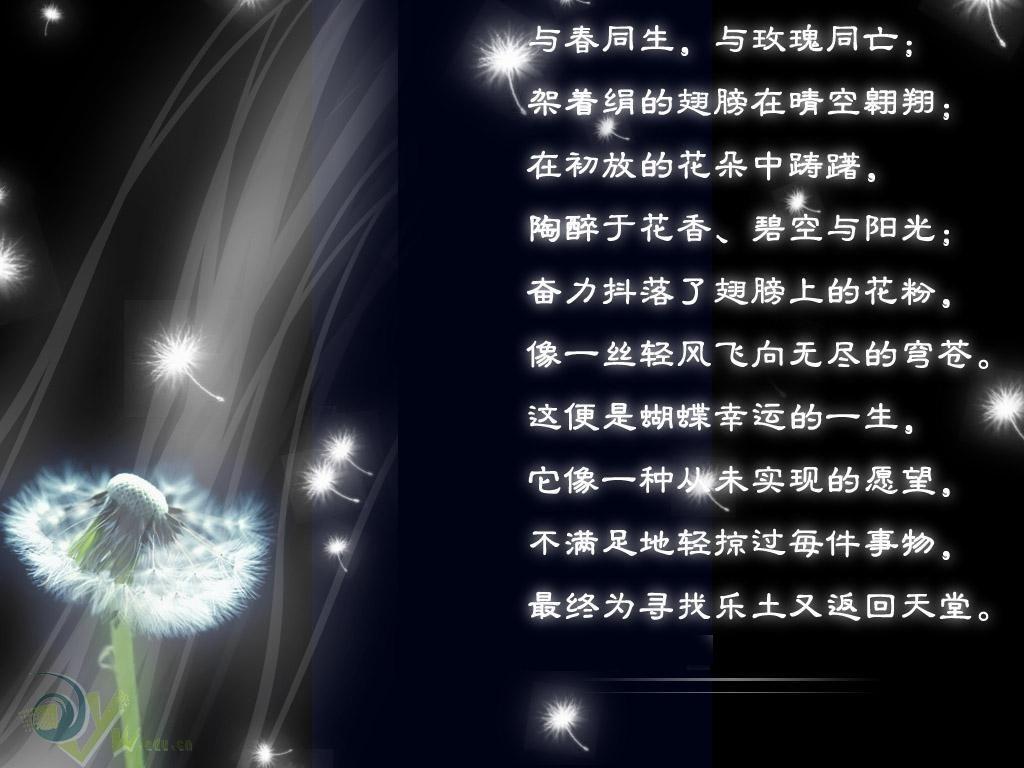 与春同生，与玫瑰同亡；
架着绢的翅膀在晴空翱翔；
在初放的花朵中踌躇，
陶醉于花香、碧空与阳光；
奋力抖落了翅膀上的花粉，
像一丝轻风飞向无尽的穹苍。
这便是蝴蝶幸运的一生，
它像一种从未实现的愿望，
不满足地轻掠过每件事物，
最终为寻找乐土又返回天堂。
.edu.cn